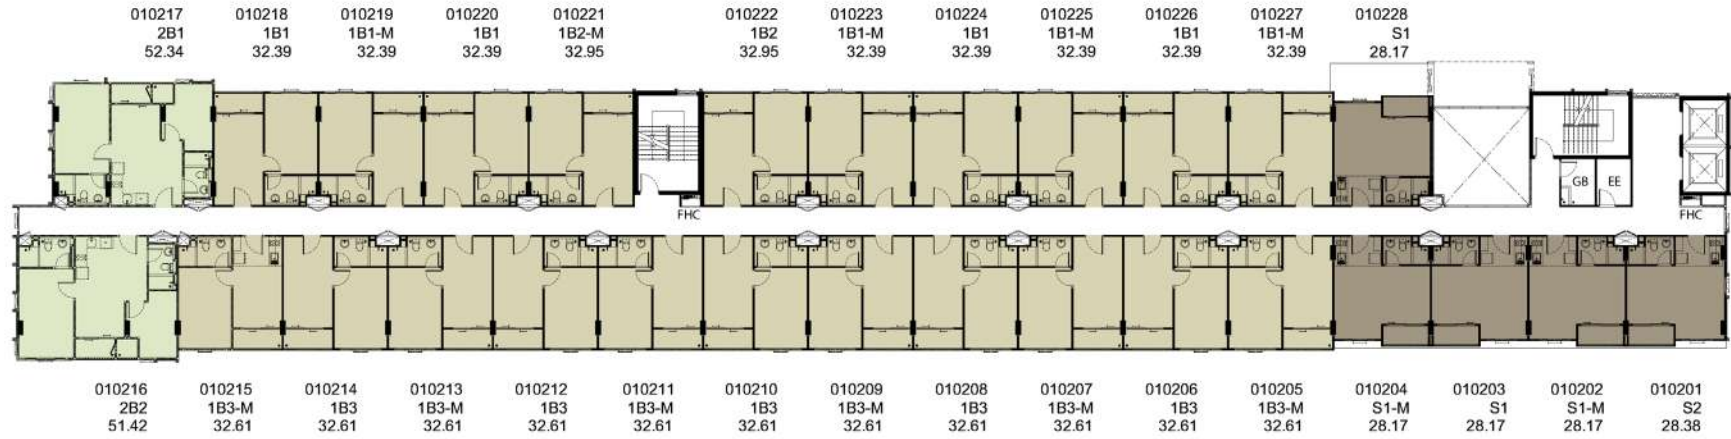 010217 010218 010219 010220 010221 010222 010223 010224 010225 010226 010227 010228
2B1 1B1 1B1-M 1B1 1B2-M 1B2 1B1-M 1B1 1B1-M 1B1 1B1-M S1
52.34 32.39 32.39 32.39 32.95 32.95 32.39 32.39 32.39 32.39 32.39 28.17
GB EE
FHC FHC
010216 010215 010214 010213 010212 010211 010210 010209 010208 010207 010206 010205 010204 010203 010202 010201
2B2 1B3-M 1B3 1B3-M 1B3 1B3-M 1B3 1B3-M 1B3 1B3-M 1B3 1B3-M S1-M S1 S1-M S2
51.42 32.61 32.61 32.61 32.61 32.61 32.61 32.61 32.61 32.61 32.61 32.61 28.17 28.17 28.17 28.38